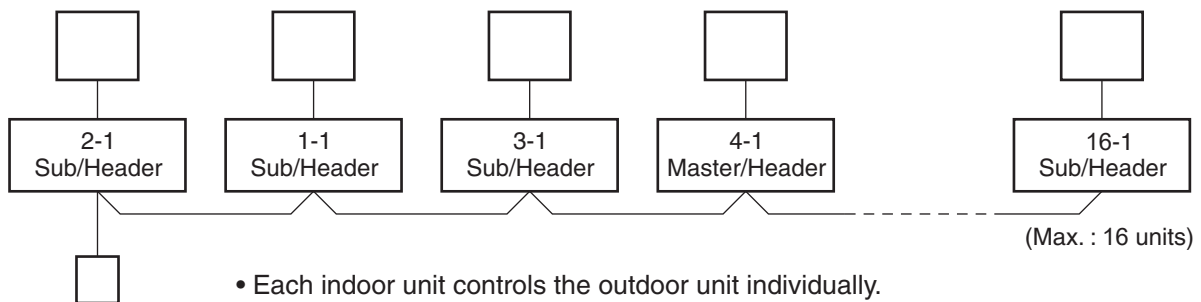 2-1
Sub/Header
1-1
Sub/Header
3-1
Sub/Header
4-1
Master/Header
16-1
Sub/Header
(Max. : 16 units)
• Each indoor unit controls the outdoor unit individually.